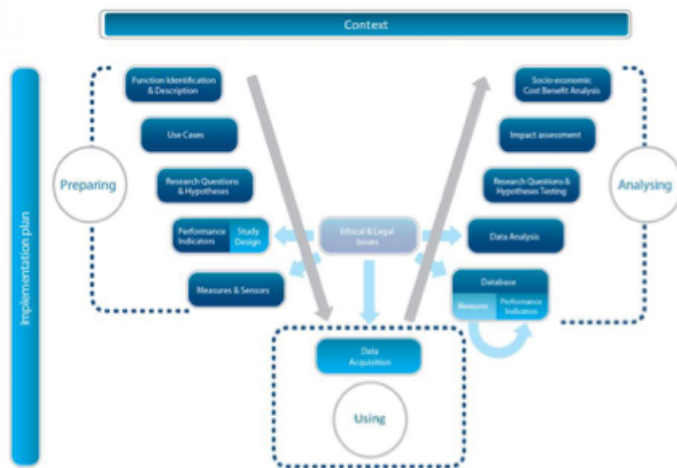 Context
Implementation plan
Preparing
Function Identification
& Description
Use Cases
Research Questions
& Hypotheses
Performance
Indicators
Study
Design
Measures & Sensors
Ethical & Legal
Issues
Data
Acquisition
Using
Socio-economic
Cost Benefit Analysis
Impact assessment
Research Questions &
Hypotheses Testing
Data Analysis
Database
Measures
Performance
Indicators
Analysing